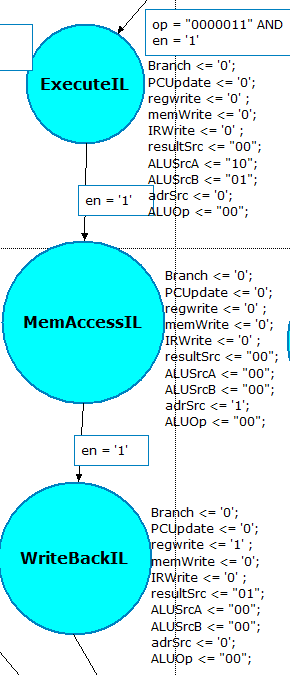 op = "0000011" AND
en = '1'
ExecuteIL
Branch <= '0';
PCUpdate <= '0';
regwrite <= '0' ;
memWrite <= '0';
IRWrite <= '0' ;
resultSrc <= "00";
ALUSrcA <= "10";
ALUSrcB <= "01";
adrSrc <= '0';
ALUOp <= "00";
en = '1'
MemAccessIL
Branch <= '0';
PCUpdate <= '0';
regwrite <= '0' ;
memWrite <= '0';
IRWrite <= '0' ;
resultSrc <= "00";
ALUSrcA <= "00";
ALUSrcB <= "00";
adrSrc <= '1';
ALUOp <= "00";
en = '1'
WriteBackIL
Branch <= '0';
PCUpdate <= '0';
regwrite <= '1' ;
memWrite <= '0';
IRWrite <= '0' ;
resultSrc <= "01";
ALUSrcA <= "00";
ALUSrcB <= "00";
adrSrc <= '0';
ALUOp <= "00";